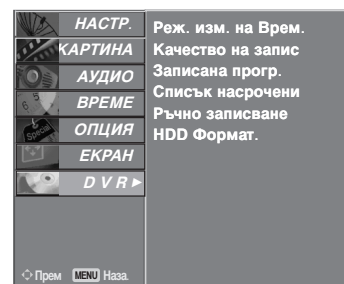 НАСТР.
КАРТИНА
АУДИО
ВРЕМЕ
ОПЦИЯ
ЕКРАН
D V R ►
Реж. изм. на Врем.
Качество на запис
Записана прогр.
Списък насрочени
Ръчно записване
HDD Формат.
Прем MENU Наза.